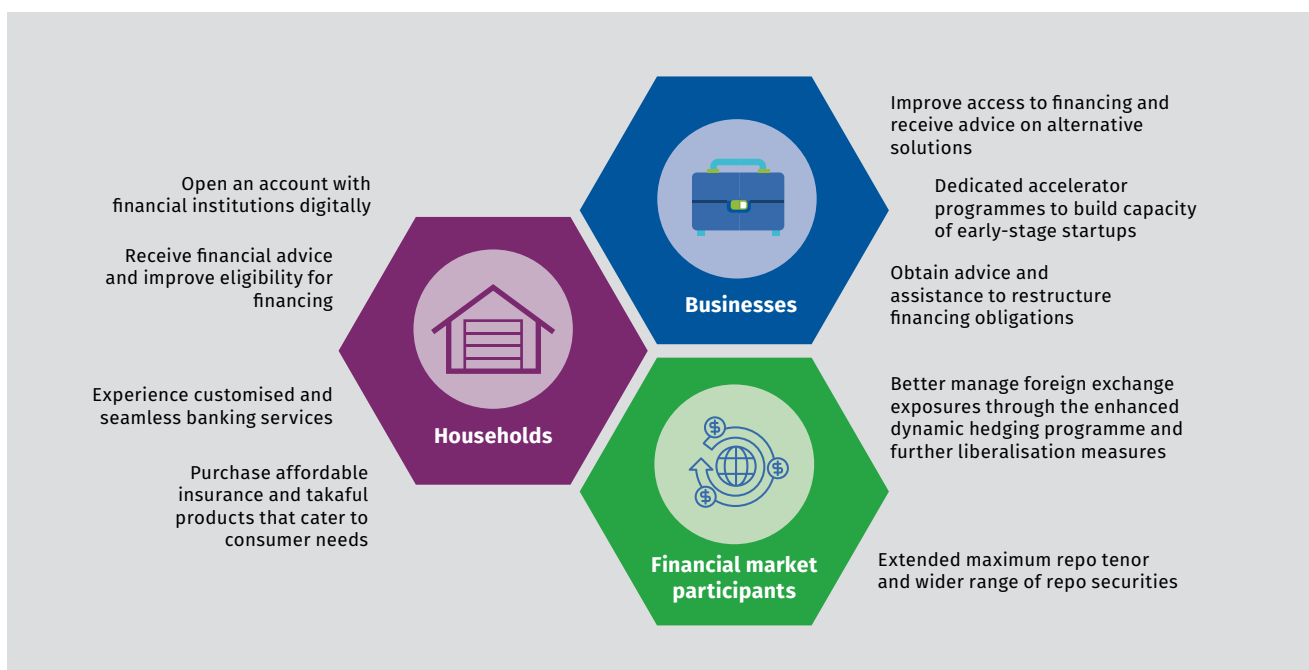 Open an account with
financial institutions digitally
Receive financial advice
and improve eligibility for
financing
Experience customised and
seamless banking services
Purchase affordable
insurance and takaful
products that cater to
consumer needs
Households
Businesses
Improve access to financing and
receive advice on alternative
solutions
Dedicated accelerator
programmes to build capacity
of early-stage startups
Obtain advice and
assistance to restructure
financing obligations
Financial market
participants
$
$
$
Better manage foreign exchange
exposures through the enhanced
dynamic hedging programme and
further liberalisation measures
Extended maximum repo tenor
and wider range of repo securities